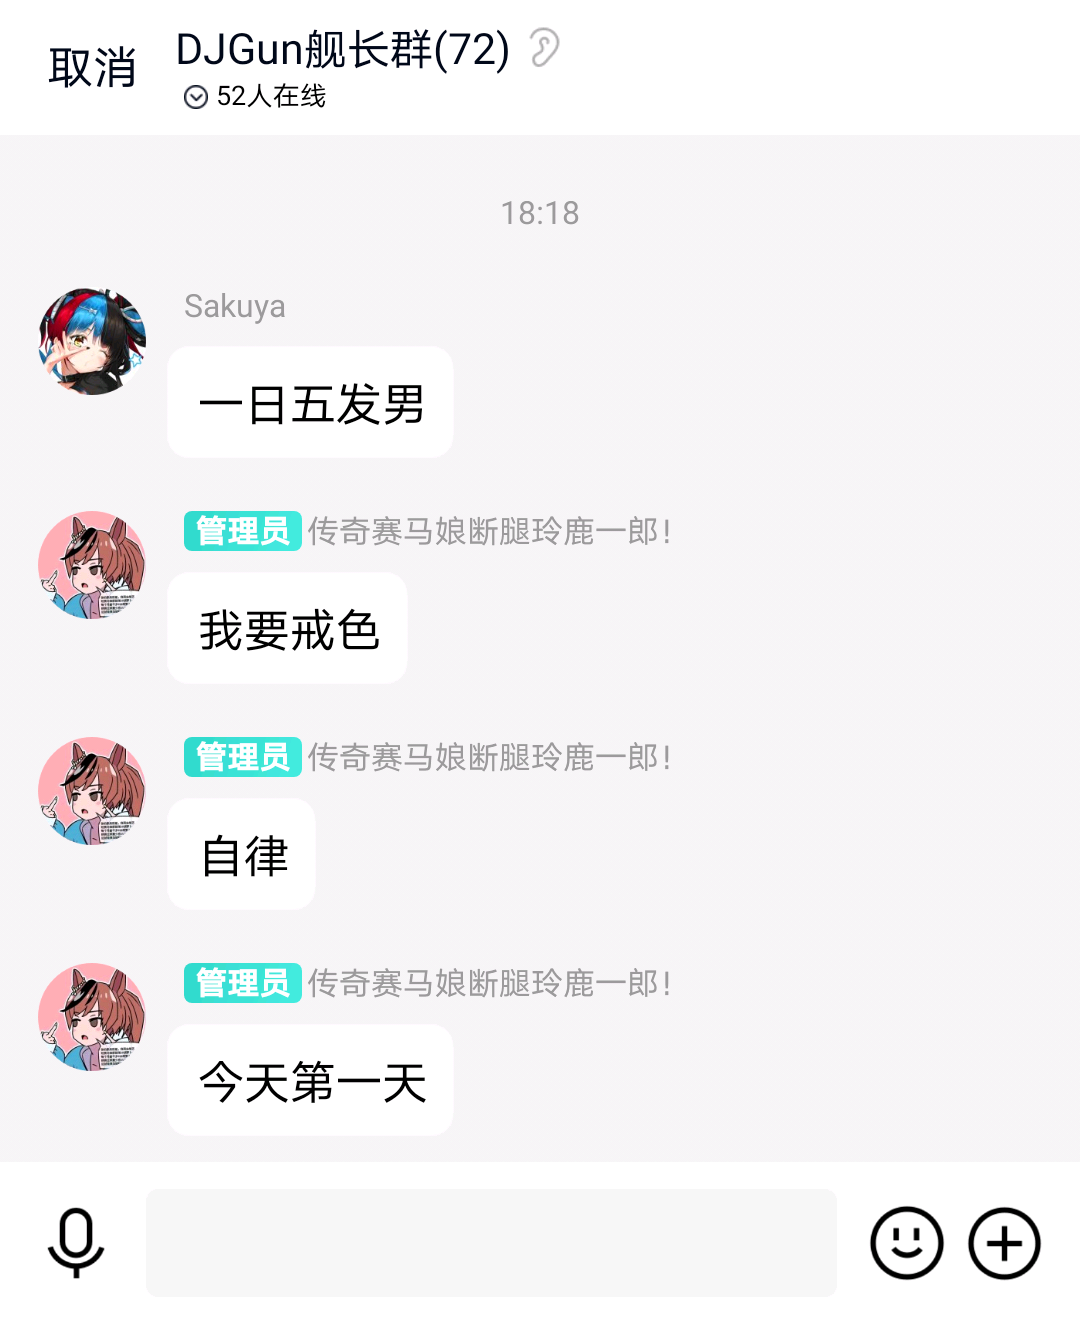 取消
DJGun舰长群(72)
52人在线
18:18
Sakuya
一日五发男
管理员 传奇赛马娘断腿玲鹿一郎!
我要戒色
管理员 传奇赛马娘断腿玲鹿一郎!
自律
管理员 传奇赛马娘断腿玲鹿一郎!
今天第一天